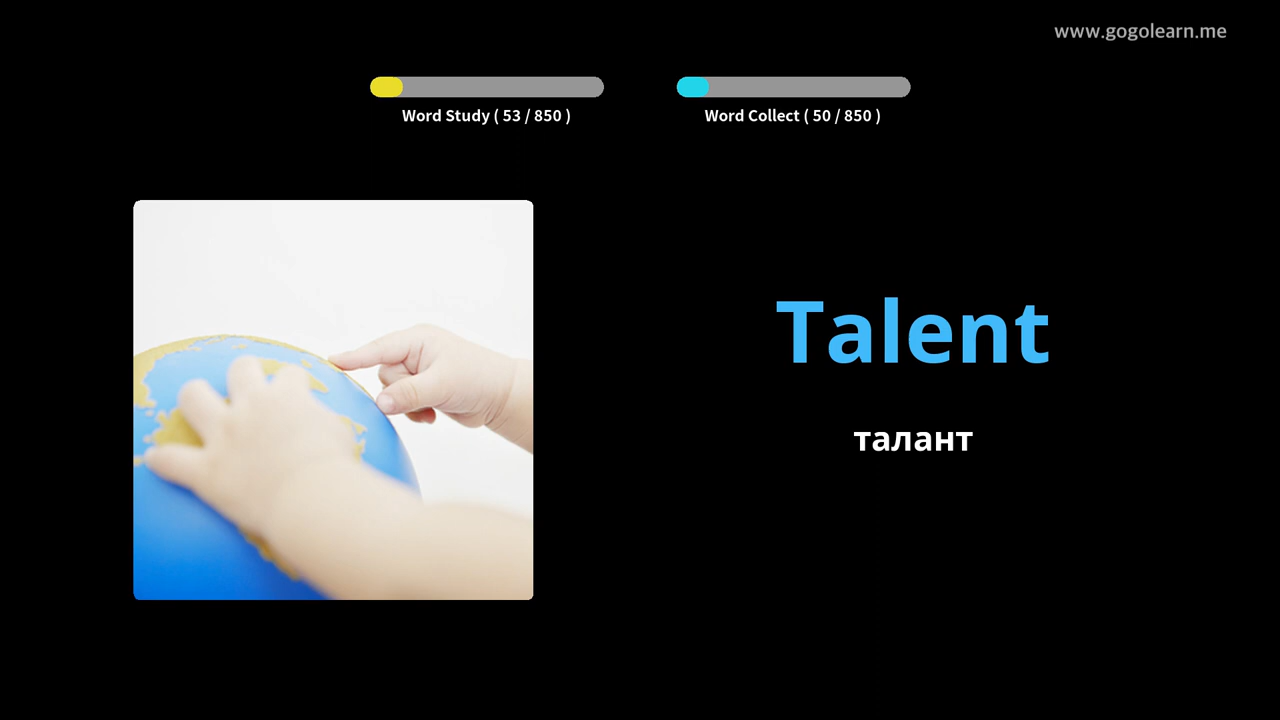 www.gogolearn.me
Word Study ( 53 / 850 )
Word Collect ( 50 / 850 )
Talent
талант